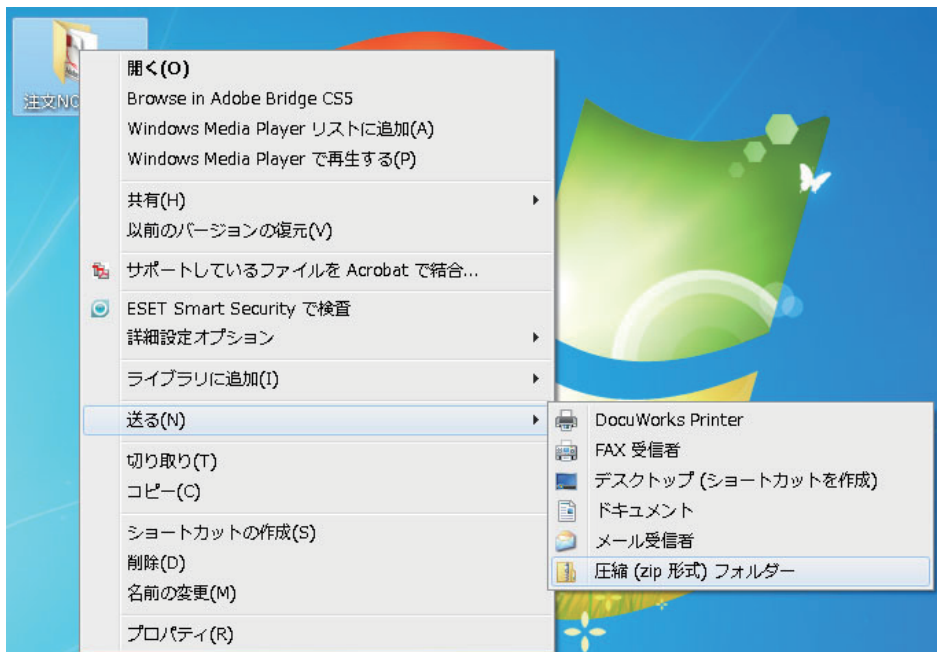 注文NO
開く(O)
Browse in Adobe Bridge CS5
Windows Media Player リストに追加(A)
Windows Media Player で再生する(P)
共有(H)
以前のバージョンの復元(V)
サポートしているファイルを Acrobat で結合...
ESET Smart Security で検査
詳細設定オプション
ライブラリに追加(I)
送る(N)
切り取り(T)
コピー(C)
ショートカットの作成(S)
削除(D)
名前の変更(M)
プロパティ(R)
DocuWorks Printer
FAX 受信者
デスクトップ (ショートカットを作成)
ドキュメント
メール受信者
圧縮 (zip 形式) フォルダー